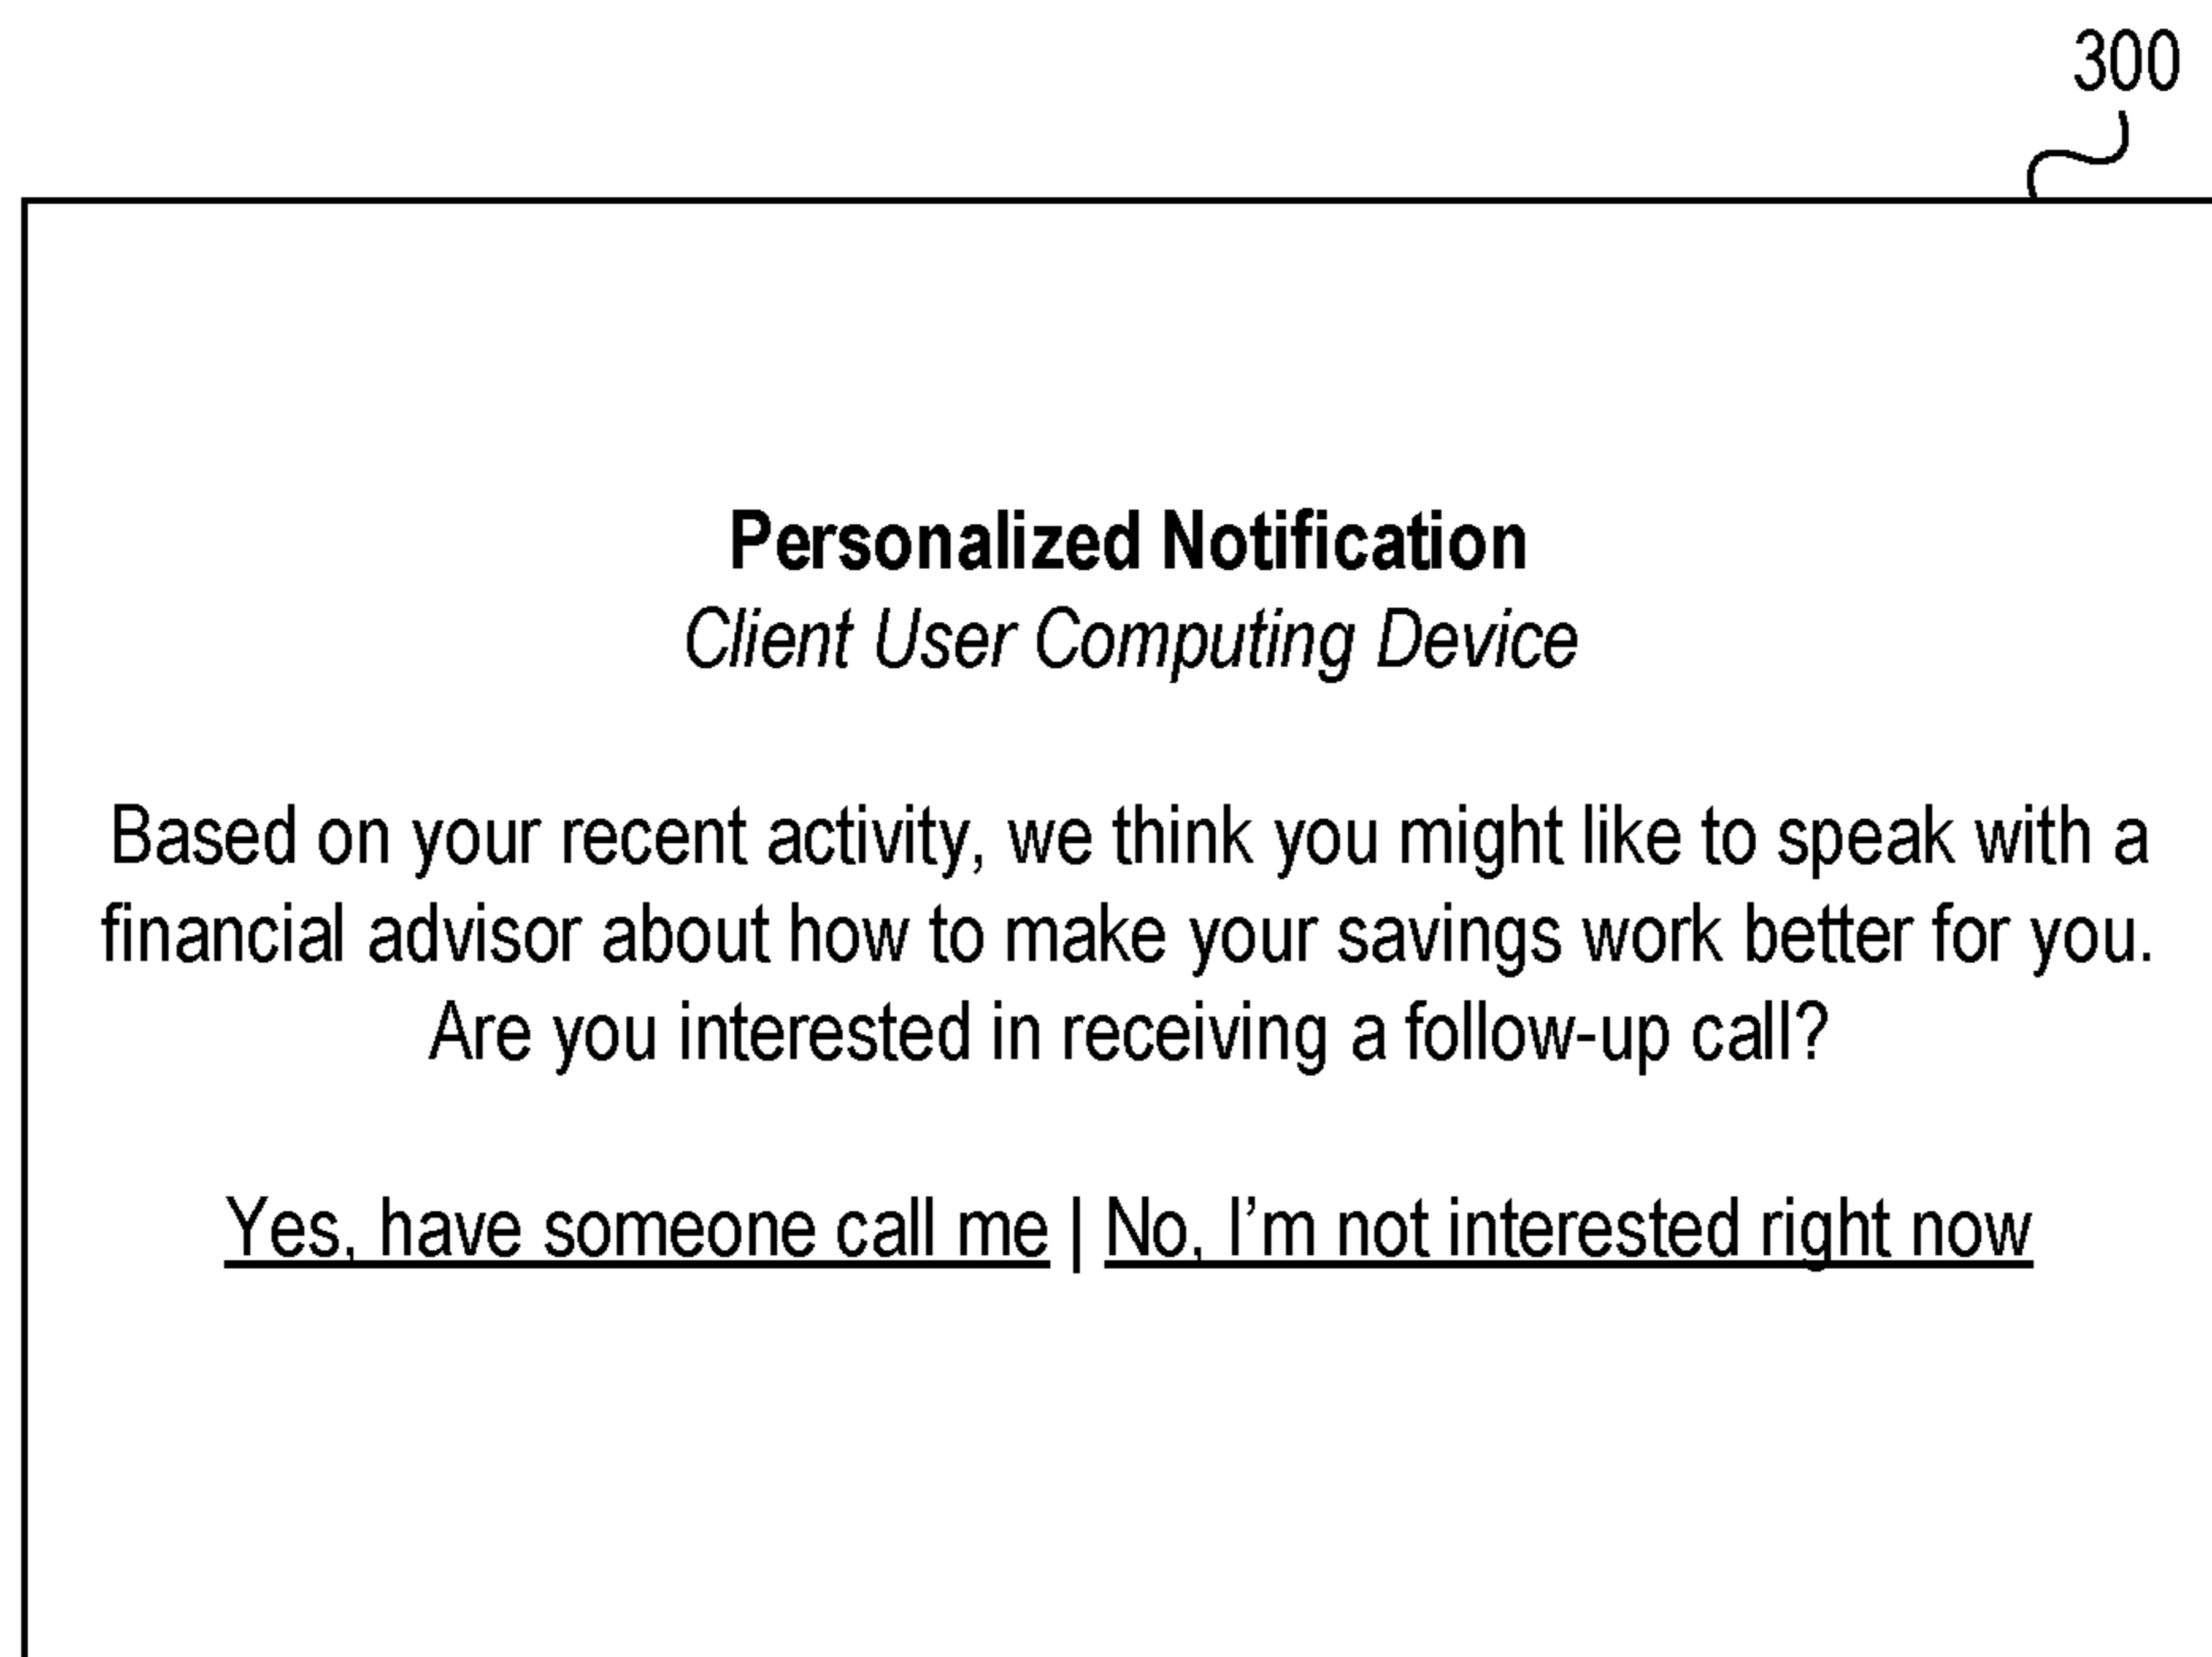 300
Personalized Notification
Client User Computing Device
Based on your recent activity, we think you might like to speak with a
financial advisor about how to make your savings work better for you.
Are you interested in receiving a follow-up call?
Yes, have someone call me | No, I’m not interested right now